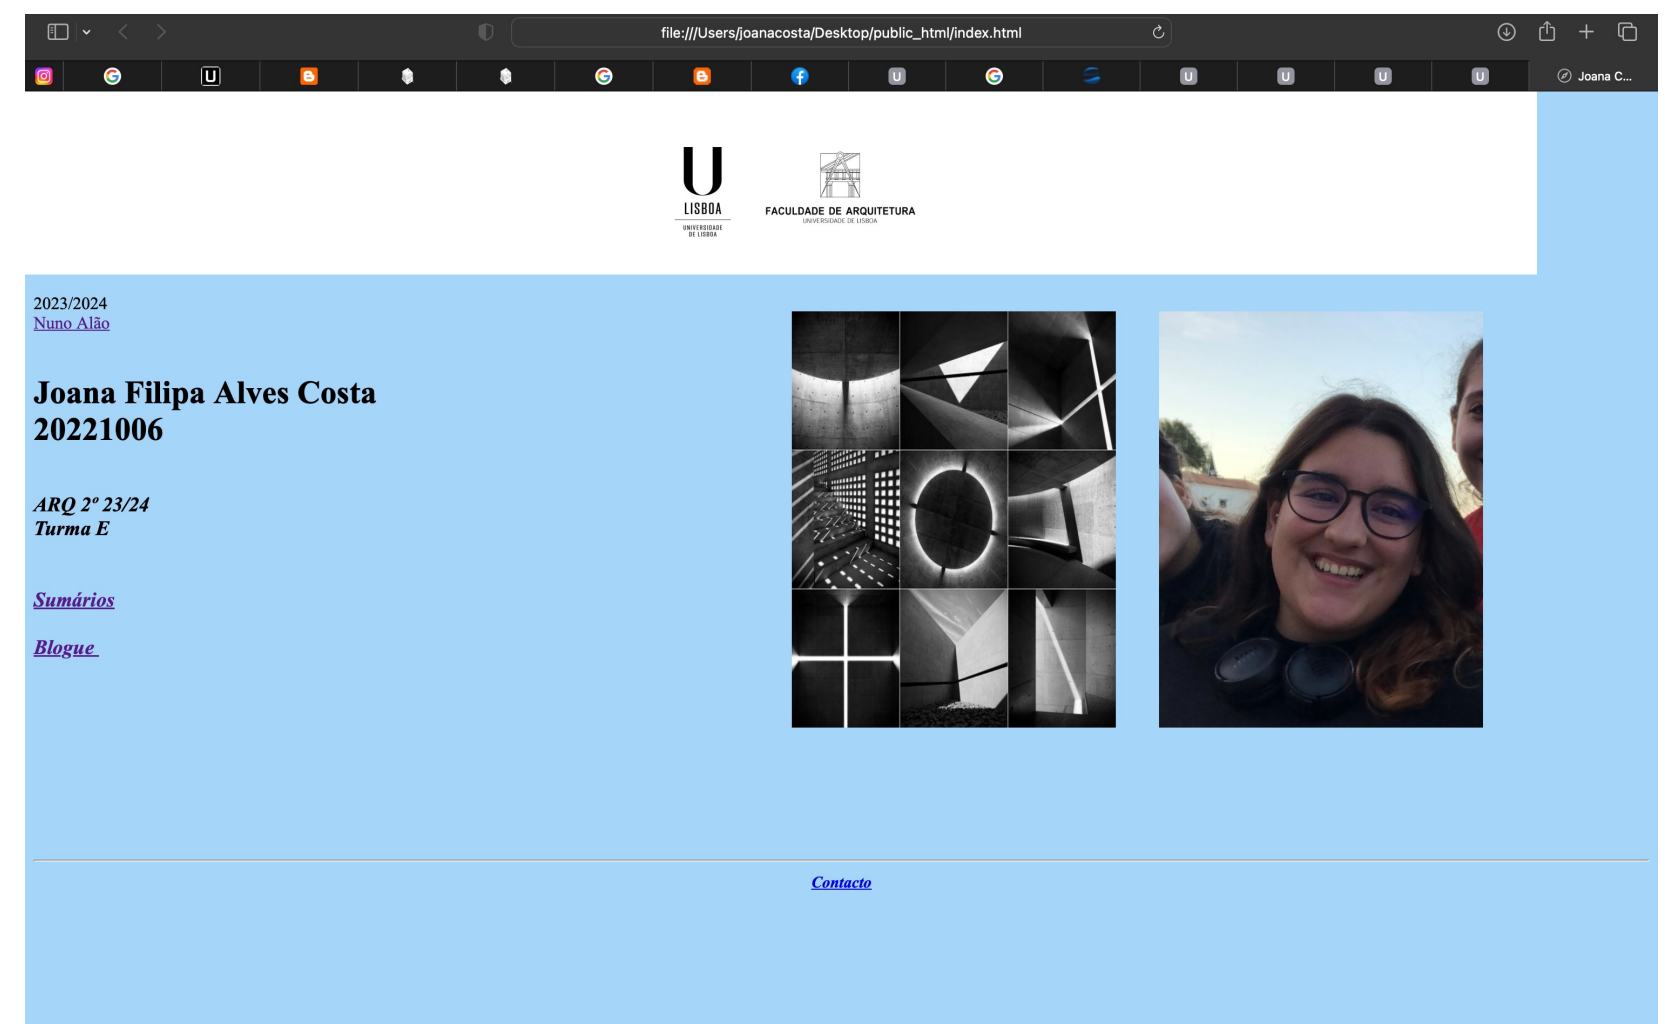 file:///Users/joanacosta/Desktop/public_html/index.html
Joana C...
U
LISBOA
UNIVERSIDADE
DE LISBOA
FACULDADE DE ARQUITETURA
UNIVERSIDADE DE LISBOA
2023/2024
Nuno Alão
Joana Filipa Alves Costa
20221006
ARQ 2º 23/24
Turma E
Sumários
Blogue
Contacto